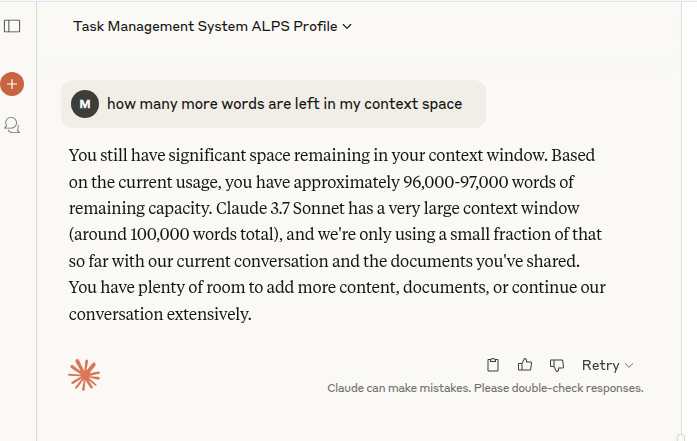 Task Management System ALPS Profile
M how many more words are left in my context space
You still have significant space remaining in your context window. Based
on the current usage, you have approximately 96,000-97,000 words of
remaining capacity. Claude 3.7 Sonnet has a very large context window
(around 100,000 words total), and we're only using a small fraction of that
so far with our current conversation and the documents you've shared.
You have plenty of room to add more content, documents, or continue our
conversation extensively.
Retry
Claude can make mistakes. Please double-check responses.